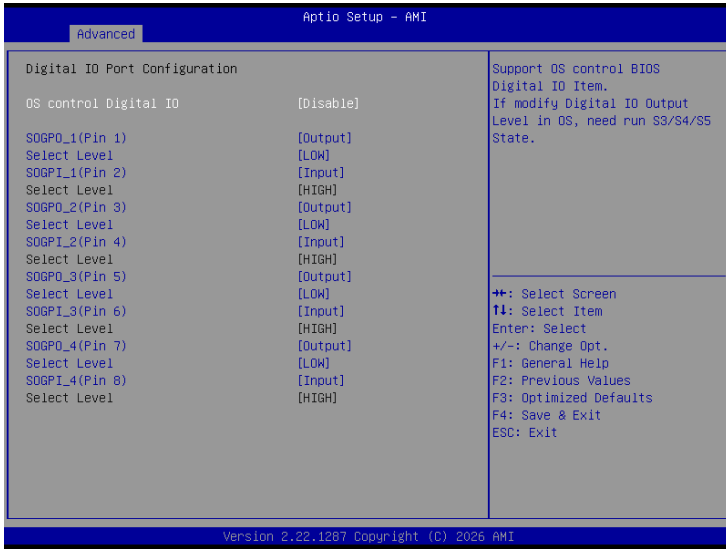 Aptio Setup – AMI
Advanced
Digital IO Port Configuration
OS control Digital IO [Disable]
SOGPO_1(Pin 1) [Output]
Select Level [LOW]
SOGPI_1(Pin 2) [Input]
Select Level [HIGH]
SOGPO_2(Pin 3) [Output]
Select Level [LOW]
SOGPI_2(Pin 4) [Input]
Select Level [HIGH]
SOGPO_3(Pin 5) [Output]
Select Level [LOW]
SOGPI_3(Pin 6) [Input]
Select Level [HIGH]
SOGPO_4(Pin 7) [Output]
Select Level [LOW]
SOGPI_4(Pin 8) [Input]
Select Level [HIGH]
Support OS control BIOS
Digital IO Item.
If modify Digital IO Output
Level in OS, need run S3/S4/S5
State.
→←: Select Screen
↑↓: Select Item
Enter: Select
+/-: Change Opt.
F1: General Help
F2: Previous Values
F3: Optimized Defaults
F4: Save & Exit
ESC: Exit
Version 2.22.1287 Copyright (C) 2026 AMI